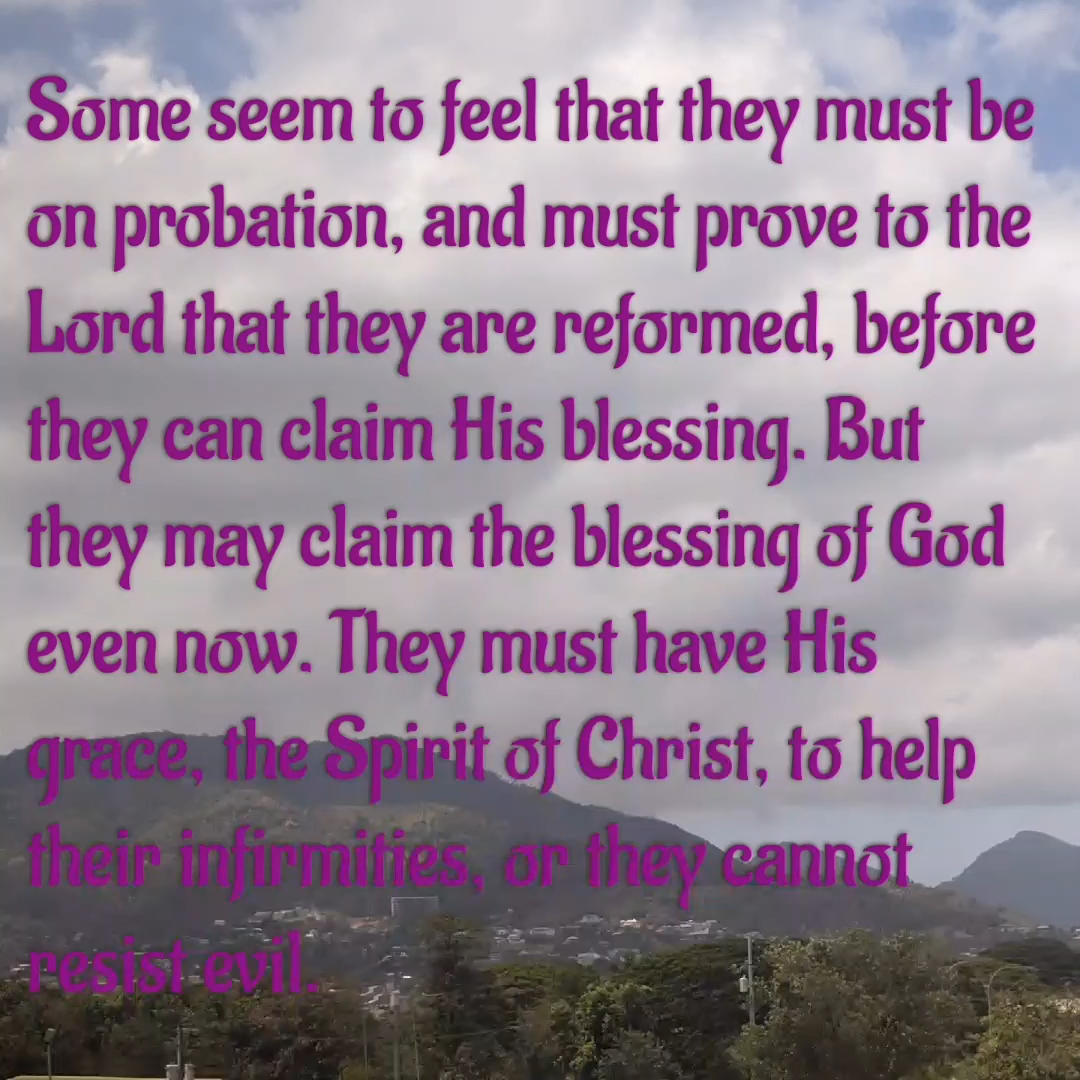 Some seem to feel that they must be
on probation, and must prove to the
Lord that they are reformed, before
they can claim His blessing. But
they may claim the blessing of God
even now. They must have His
grace, the Spirit of Christ, to help
their infirmities, or they cannot
resist evil.